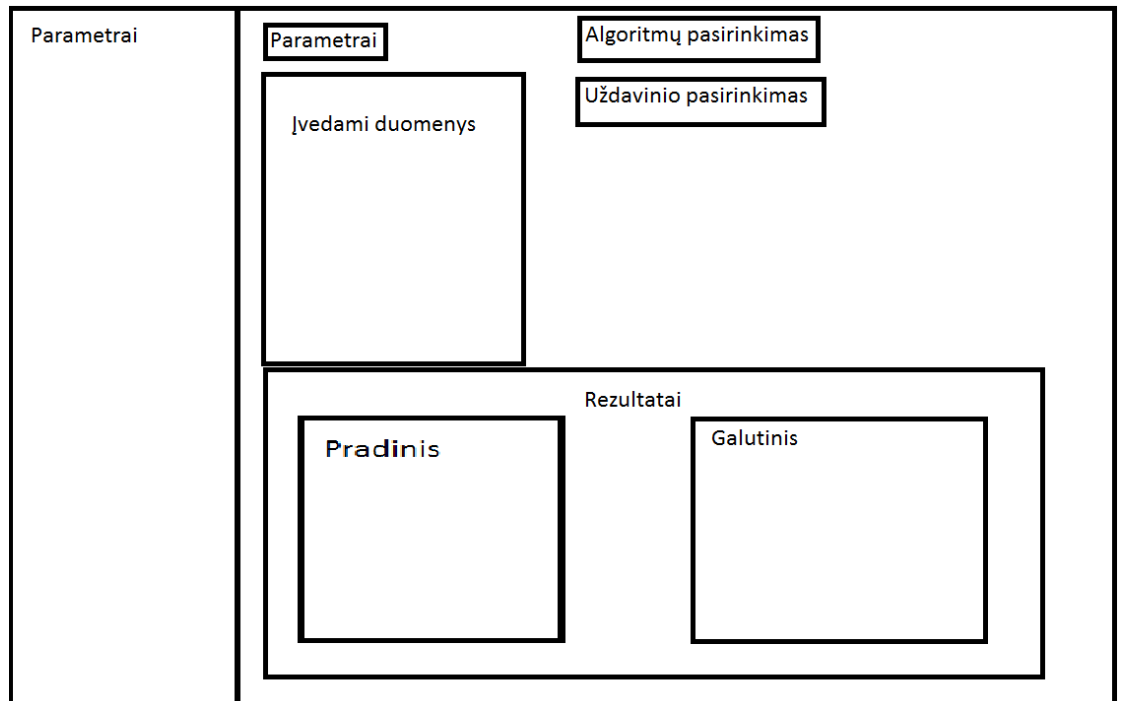 Parametrai
Parametrai
Algoritmų pasirinkimas
Uždavinio pasirinkimas
Įvedami duomenys
Rezultatai
Pradinis
Galutinis